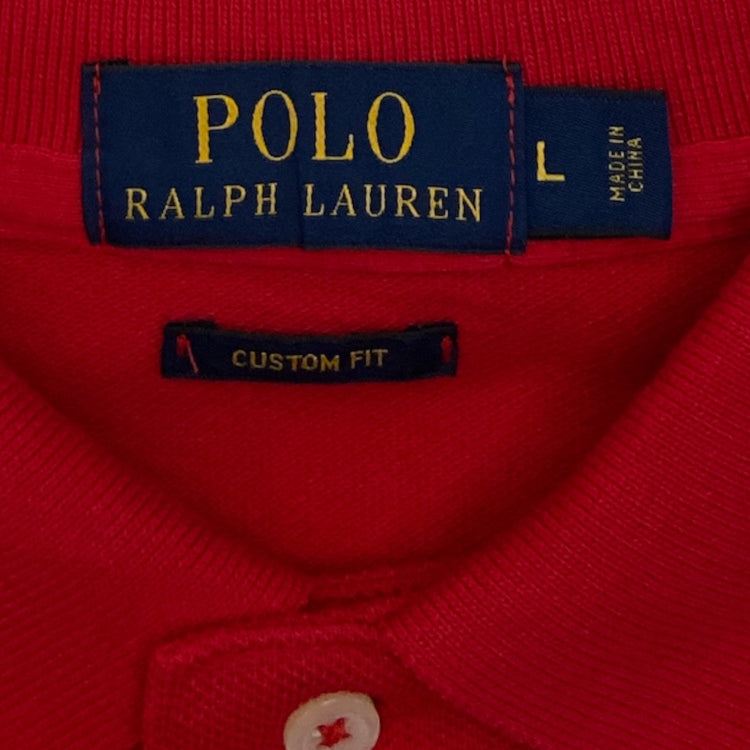 POLO
RALPH LAUREN
L
MADE IN
CHINA
CUSTOM FIT